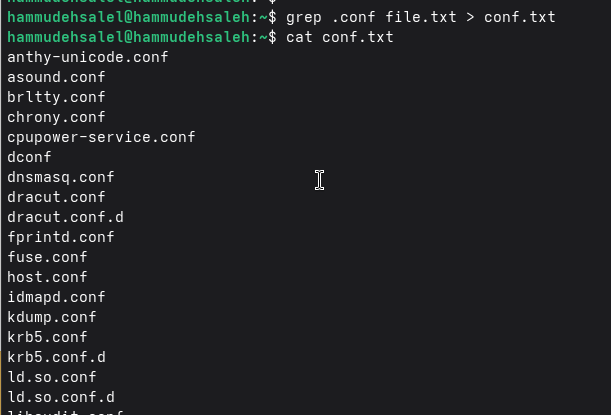 hammudehsalel@hammudehsaleh:~$ grep .conf file.txt > conf.txt
hammudehsalel@hammudehsaleh:~$ cat conf.txt
anthy-unicode.conf
asound.conf
brltty.conf
chrony.conf
cpupower-service.conf
dconf
dnsmasq.conf
dracut.conf
dracut.conf.d
fprintd.conf
fuse.conf
host.conf
idmapd.conf
kdump.conf
krb5.conf
krb5.conf.d
ld.so.conf
ld.so.conf.d